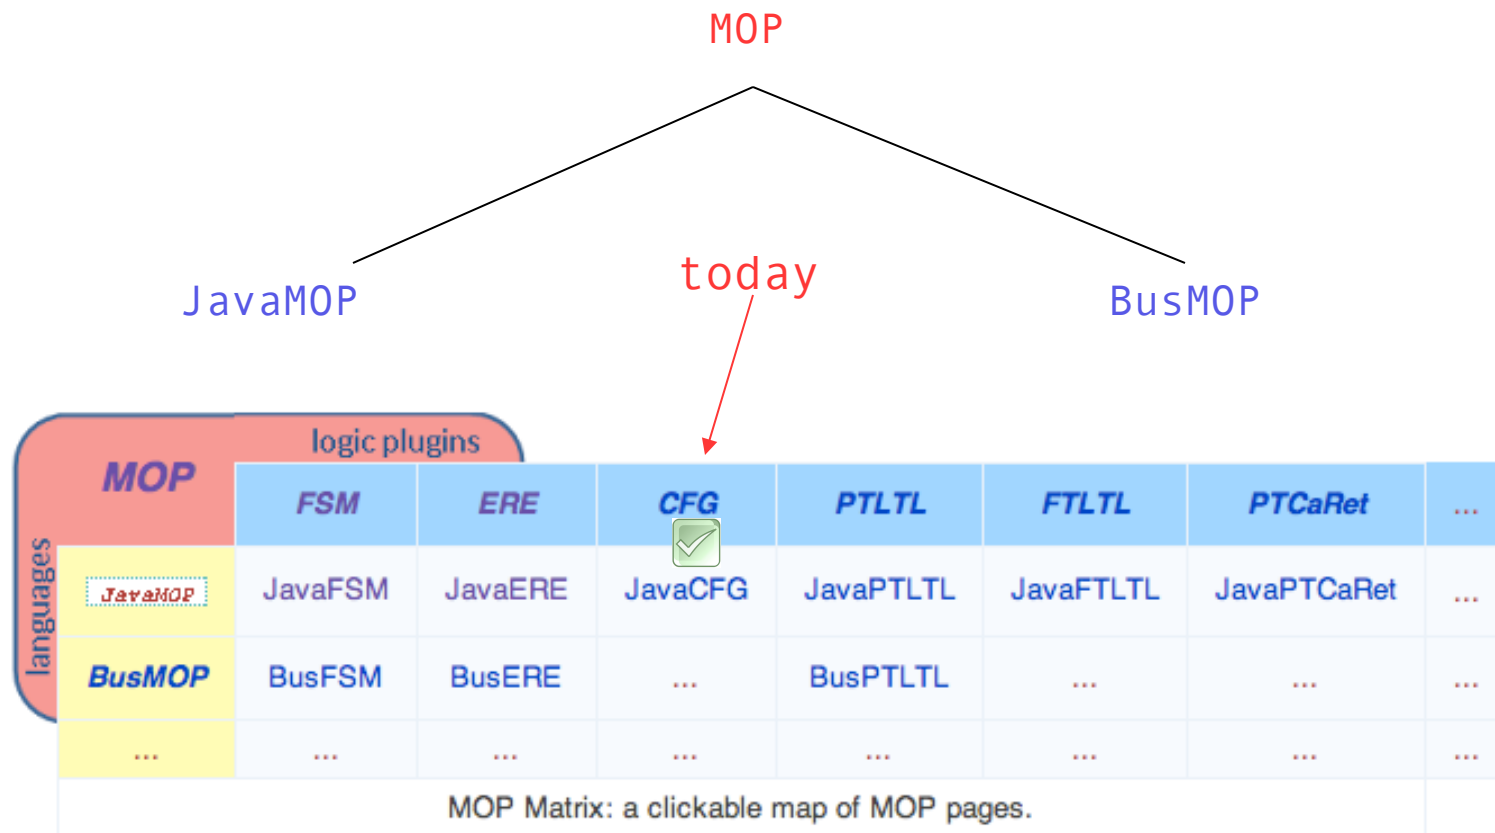 MOP
today
JavaMOP BusMOP
logic plugins
MOP
languages
FSM ERE CFG PTLTL FTLTL PTCaRet ...
JavaMOP JavaFSM JavaERE JavaCFG JavaPTLTL JavaFTLTL JavaPTCaRet ...
BusMOP BusFSM BusERE ... BusPTLTL ... ... ...
... ... ... ... ... ... ... ...
MOP Matrix: a clickable map of MOP pages.